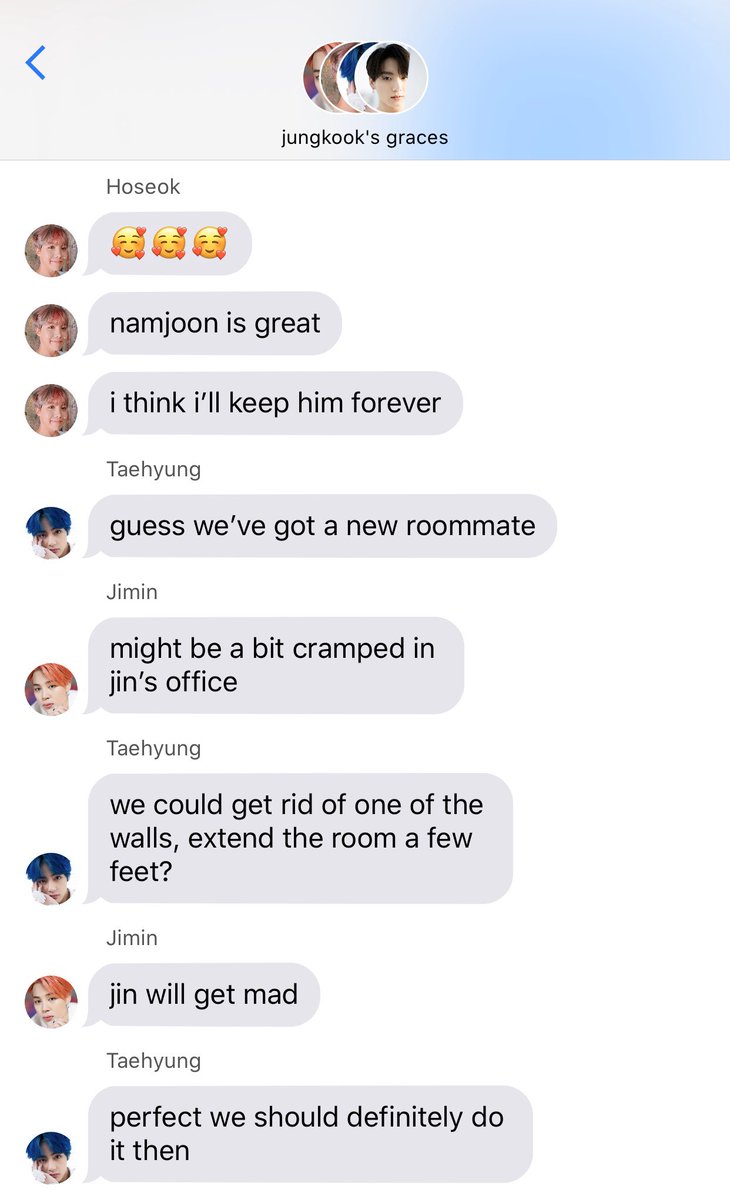 jungkook's graces
Hoseok
🥰🥰🥰
namjoon is great
i think i’ll keep him forever
Taehyung
guess we’ve got a new roommate
Jimin
might be a bit cramped in
jin’s office
Taehyung
we could get rid of one of the
walls, extend the room a few
feet?
Jimin
jin will get mad
Taehyung
perfect we should definitely do
it then